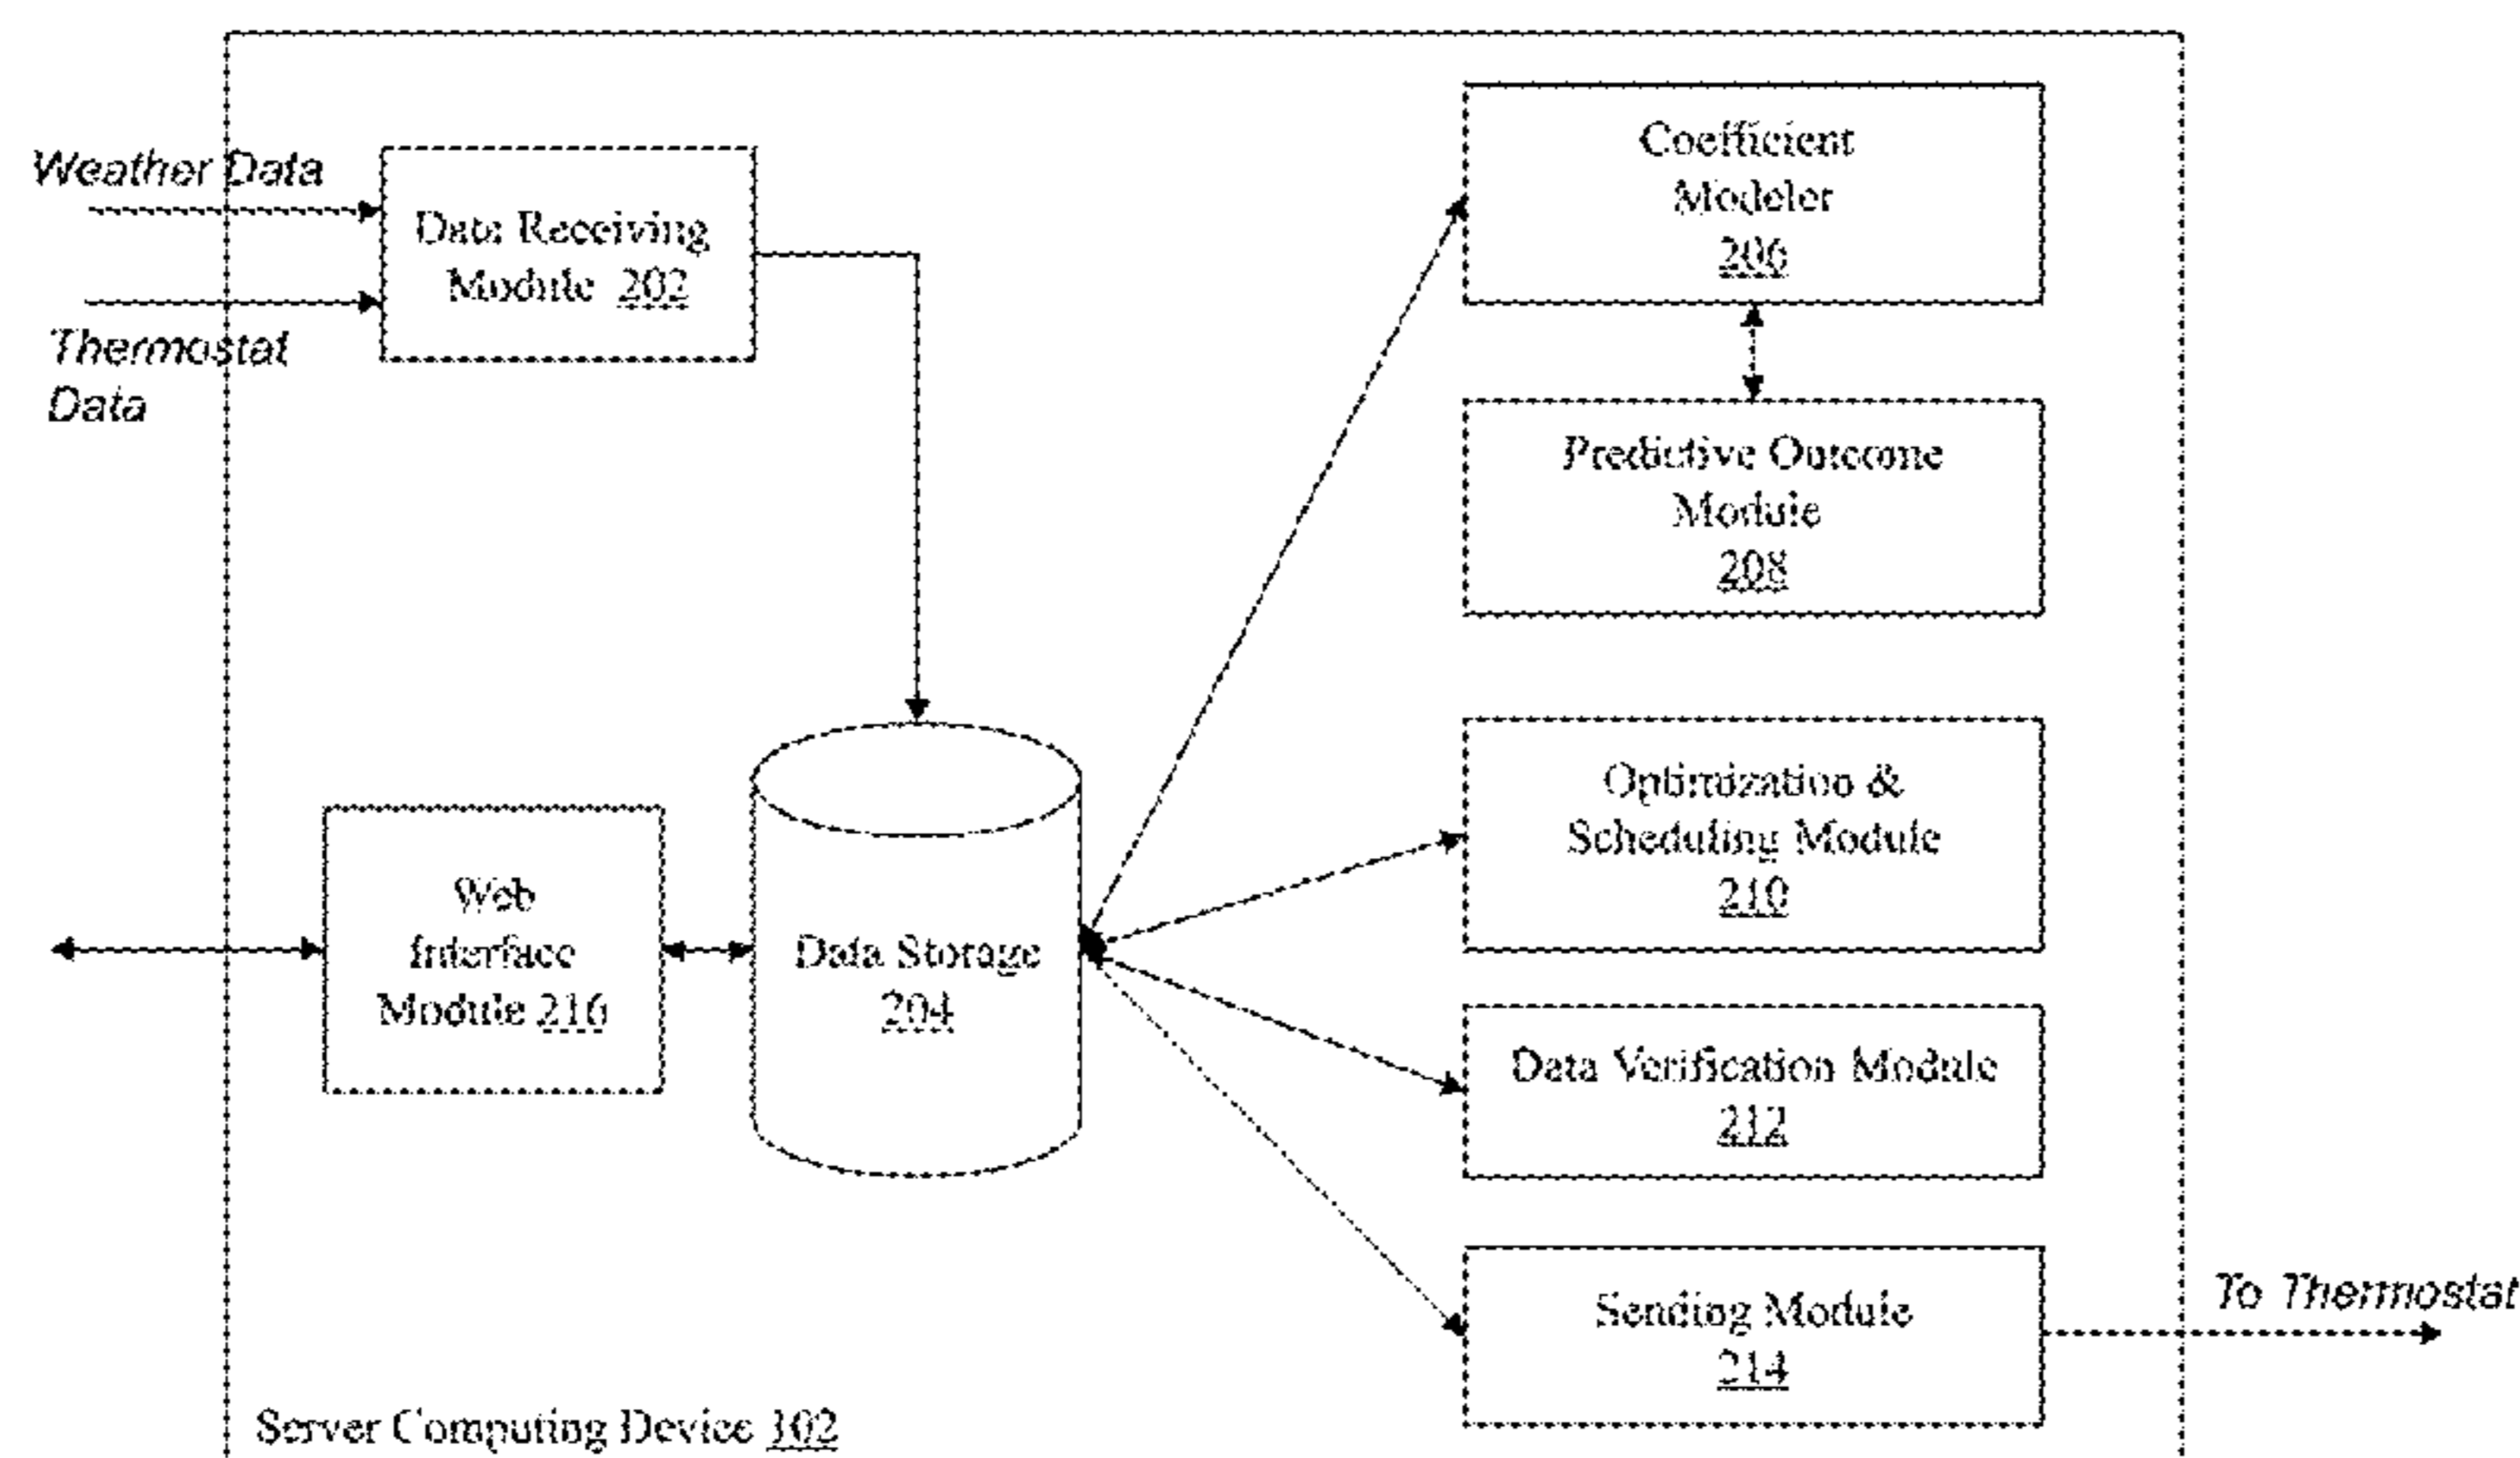 Weather Data
Thermostat
Data
Data Receiving
Module 202
Coefficient
Modeler
206
Predictive Outcome
Module
208
Optimization &
Scheduling Module
210
Web
Interface
Module 216
Data Storage
204
Data Verification Module
212
Sending Module
214
To Thermostat
Server Computing Device 102